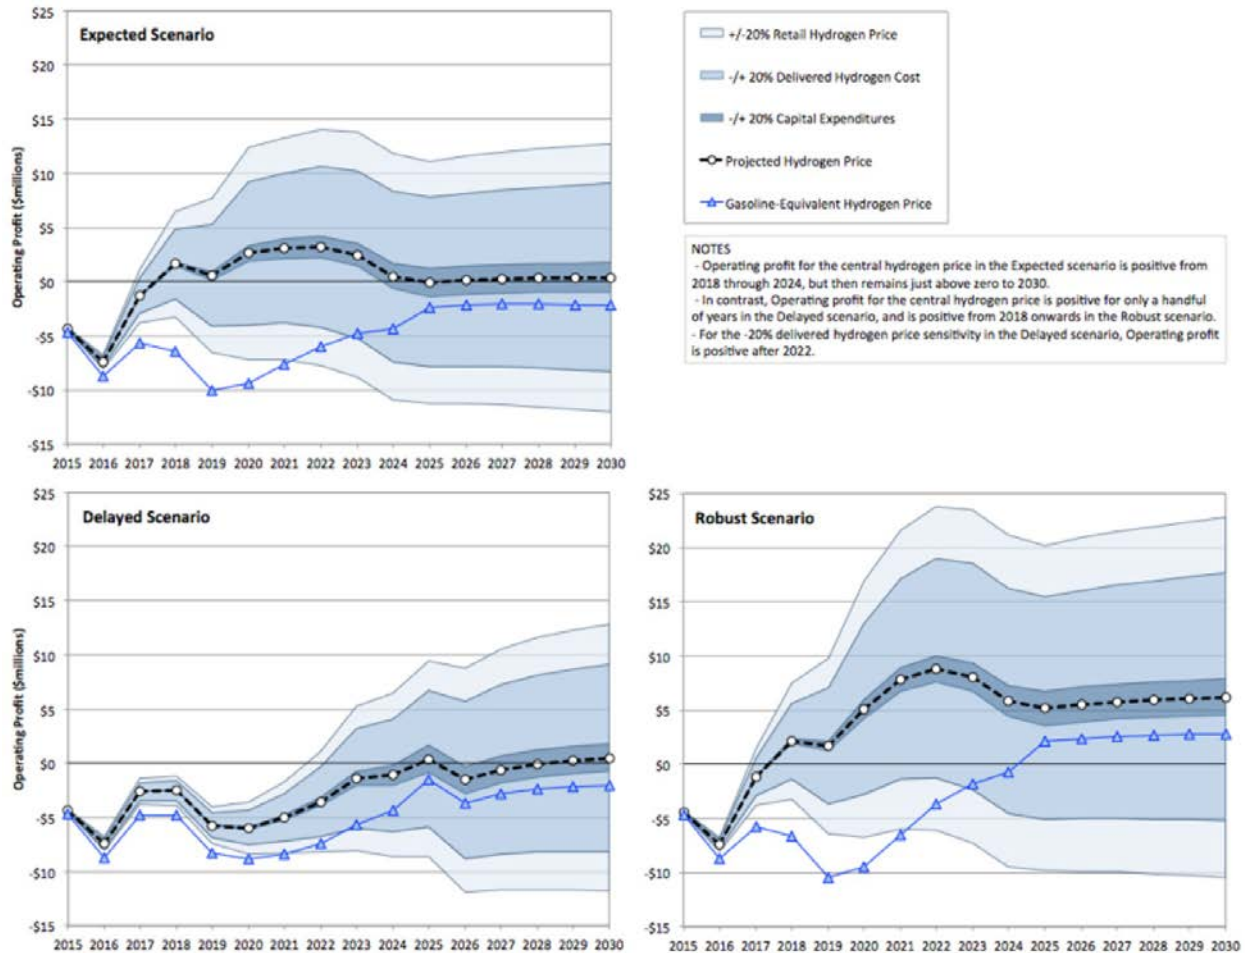 Expected Scenario
Operating Profit ($millions)
$25
$20
$15
$10
$5
$0
-$5
-$10
-$15
2015 2016 2017 2018 2019 2020 2021 2022 2023 2024 2025 2026 2027 2028 2029 2030
+/-20% Retail Hydrogen Price
-/+ 20% Delivered Hydrogen Cost
-/+ 20% Capital Expenditures
Projected Hydrogen Price
Gasoline-Equivalent Hydrogen Price
NOTES
- Operating profit for the central hydrogen price in the Expected scenario is positive from
2018 through 2024, but then remains just above zero to 2030.
- In contrast, Operating profit for the central hydrogen price is positive for only a handful
of years in the Delayed scenario, and is positive from 2018 onwards in the Robust scenario.
- For the -20% delivered hydrogen price sensitivity in the Delayed scenario, Operating profit
is positive after 2022.
Delayed Scenario
Operating Profit ($millions)
$25
$20
$15
$10
$5
$0
-$5
-$10
-$15
2015 2016 2017 2018 2019 2020 2021 2022 2023 2024 2025 2026 2027 2028 2029 2030
Robust Scenario
$25
$20
$15
$10
$5
$0
-$5
-$10
-$15
2015 2016 2017 2018 2019 2020 2021 2022 2023 2024 2025 2026 2027 2028 2029 2030